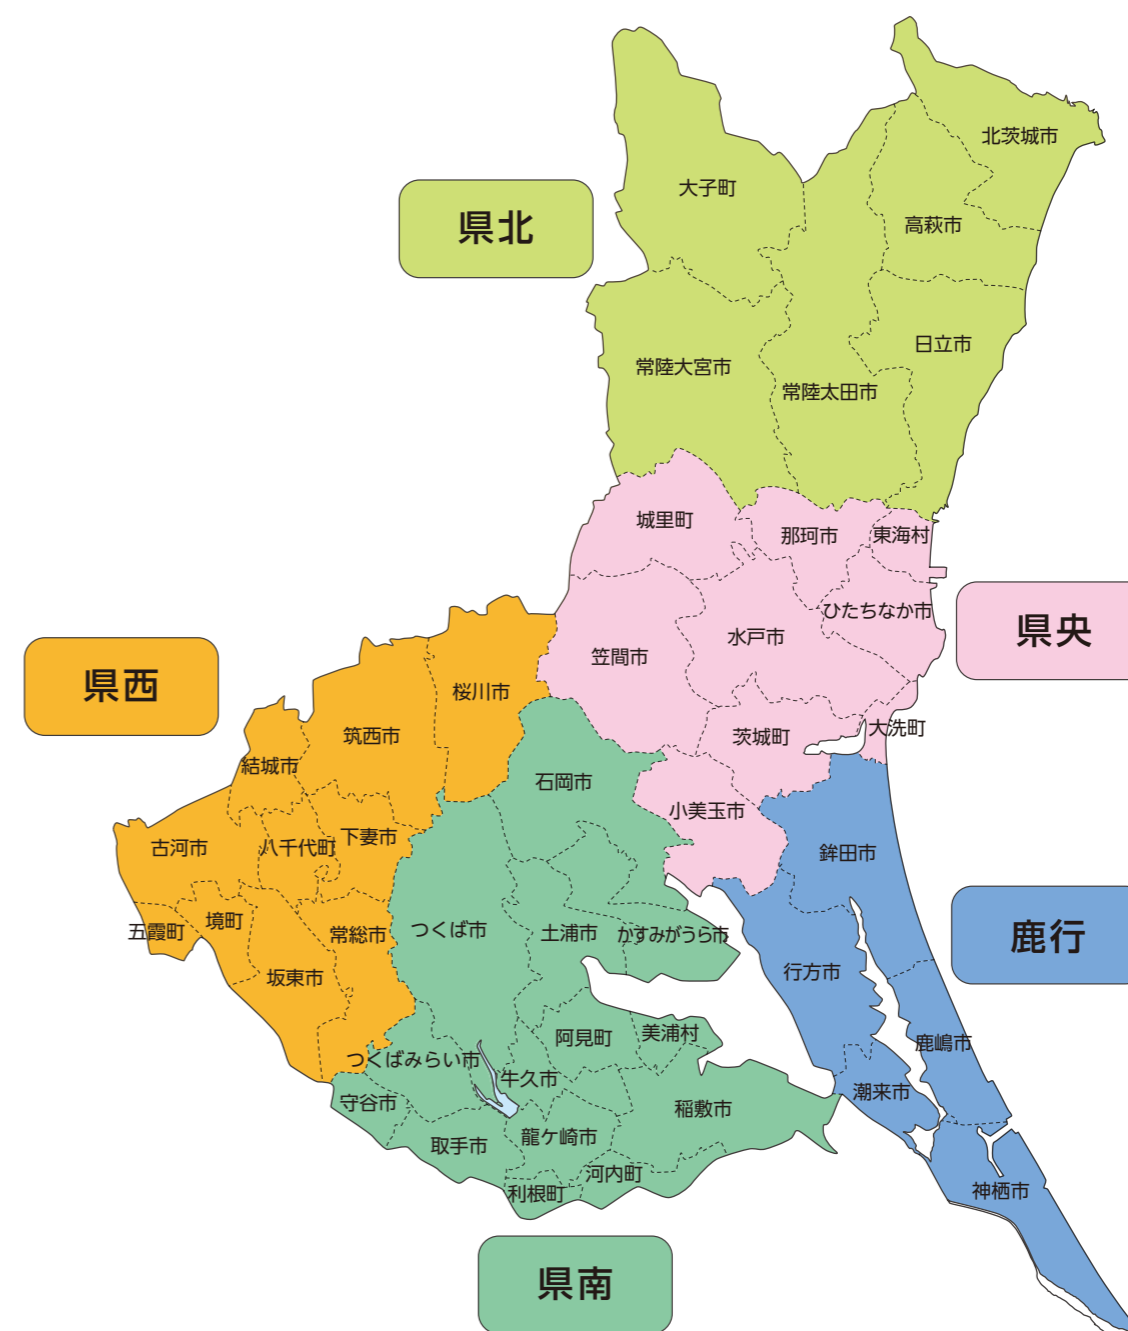 北茨城市
大子町
高萩市
県北
日立市
常陸大宮市
常陸太田市
城里町
那珂市
東海村
ひたちなか市
県央
水戸市
笠間市
県西
桜川市
茨城町
大洗町
筑西市
結城市
石岡市
小美玉市
下妻市
八千代町
古河市
鉾田市
境町
五霞町
常総市
つくば市
土浦市
かすみがうら市
鹿行
坂東市
行方市
美浦村
阿見町
鹿嶋市
つくばみらい市
牛久市
潮来市
守谷市
稲敷市
龍ケ崎市
取手市
河内町
利根町
神栖市
県南